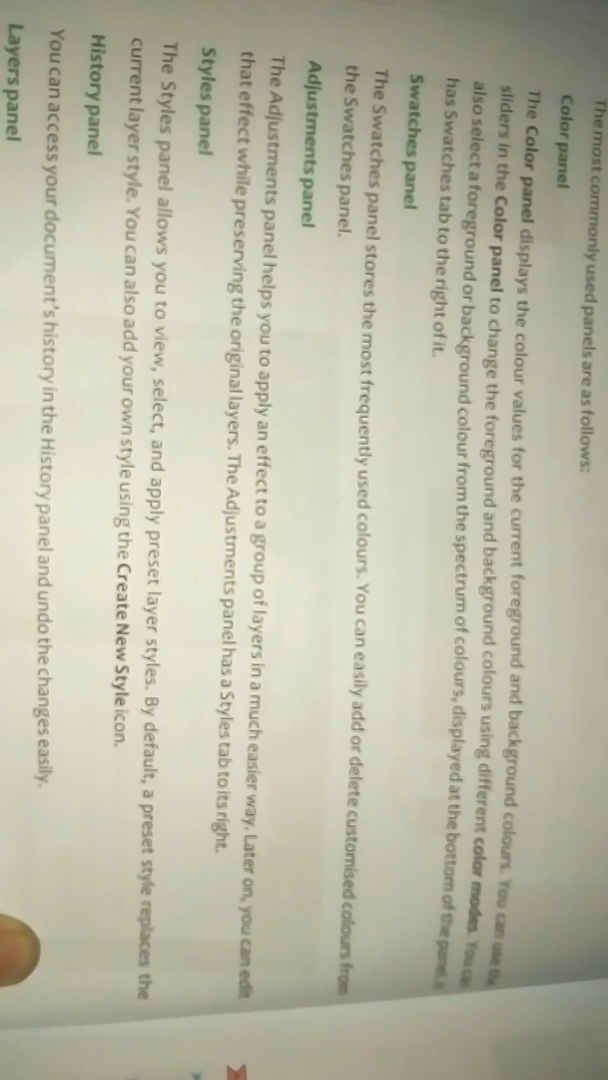 The most commonly used panels are as follows:
Color panel
The Color panel displays the colour values for the current foreground and background colours. You can use the
sliders in the Color panel to change the foreground and background colours using different color modes. You can
also select a foreground or background colour from the spectrum of colours, displayed at the bottom of the panel. It
has Swatches tab to the right of it.
Swatches panel
The Swatches panel stores the most frequently used colours. You can easily add or delete customised colours from
the Swatches panel.
Adjustments panel
The Adjustments panel helps you to apply an effect to a group of layers in a much easier way. Later on, you can edit
that effect while preserving the original layers. The Adjustments panel has a Styles tab to its right.
Styles panel
The Styles panel allows you to view, select, and apply preset layer styles. By default, a preset style replaces the
current layer style. You can also add your own style using the Create New Style icon.
History panel
You can access your document's history in the History panel and undo the changes easily.
Layers panel